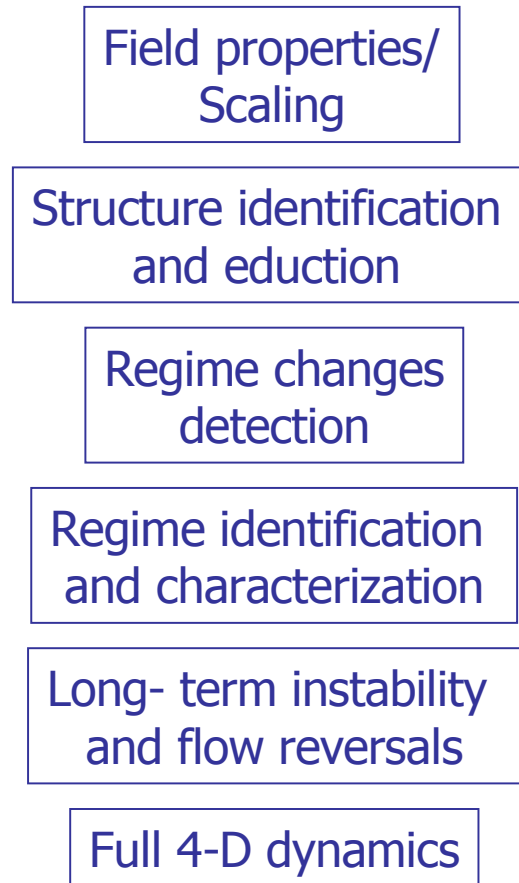 Field properties/
Scaling
Structure identification
and eduction
Regime changes
detection
Regime identification
and characterization
Long- term instability
and flow reversals
Full 4-D dynamics